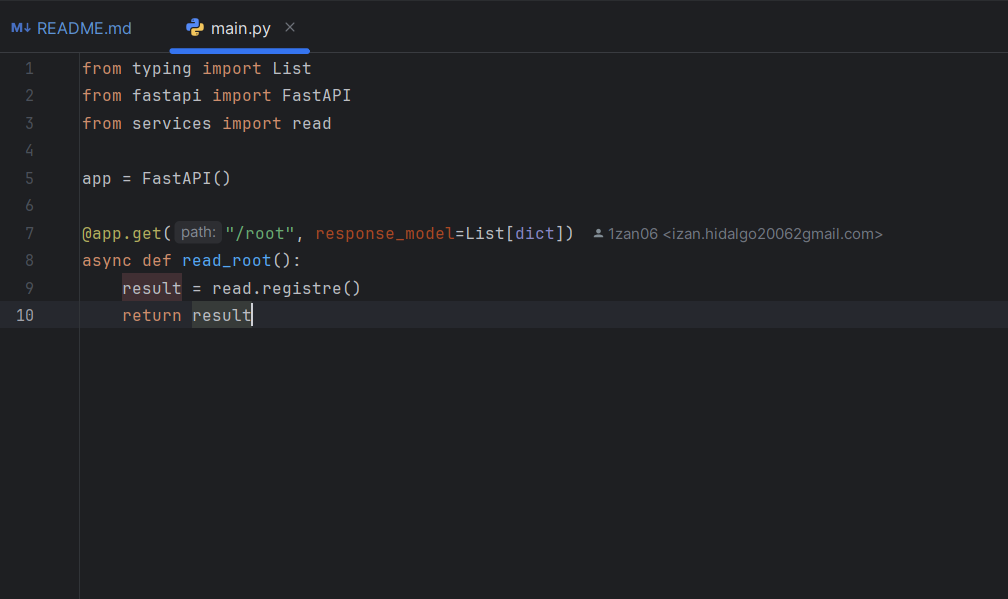 M↓ README.md main.py ×
1 from typing import List
2 from fastapi import FastAPI
3 from services import read
4
5 app = FastAPI()
6
7 @app.get( path: "/root", response_model=List[dict]) 1zan06 <izan.hidalgo20062gmail.com>
8 async def read_root():
9     result = read.registre()
10     return result